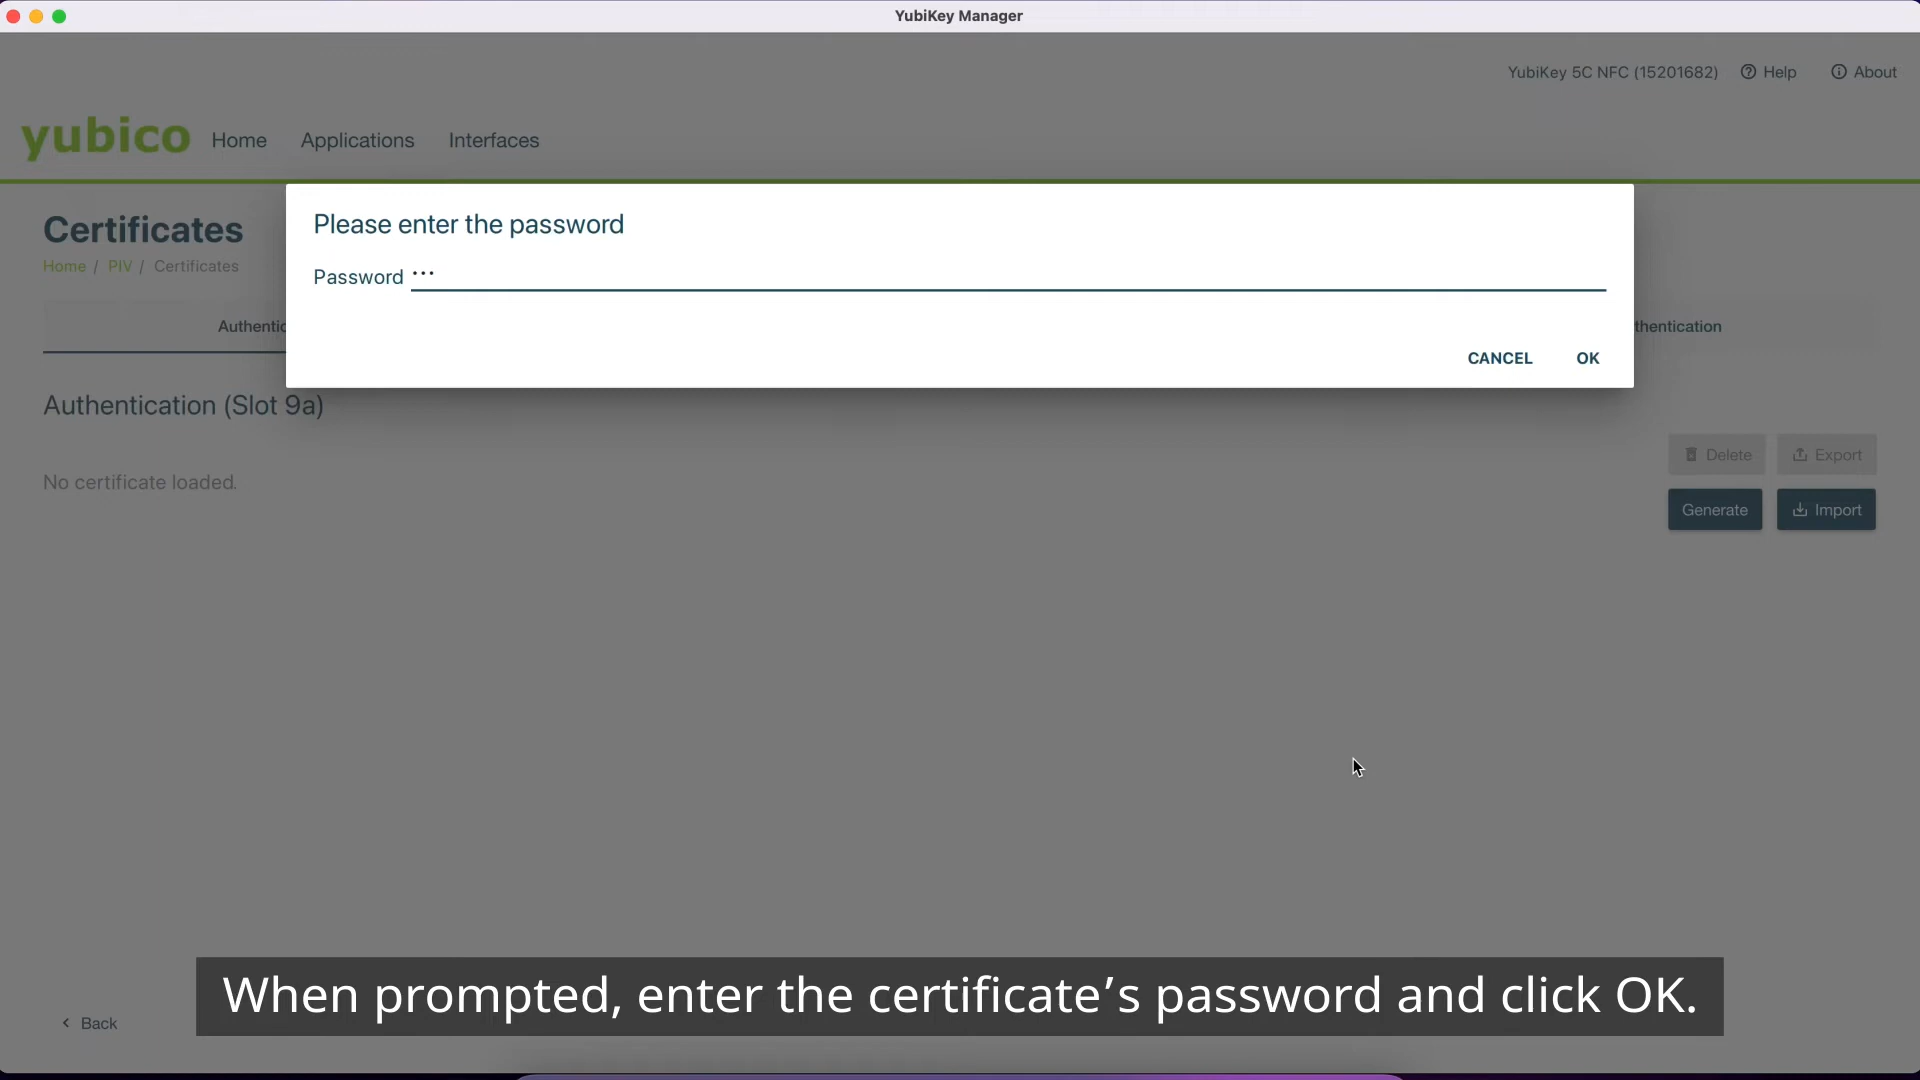 YubiKey Manager
YubiKey 5C NFC (15201682) Help About
yubico Home Applications Interfaces
Please enter the password
Certificates
Password •••
Home / PIV / Certificates
Authentic
thentication
CANCEL OK
Authentication (Slot 9a)
Delete Export
No certificate loaded.
Generate Import
When prompted, enter the certificate’s password and click OK.
Back